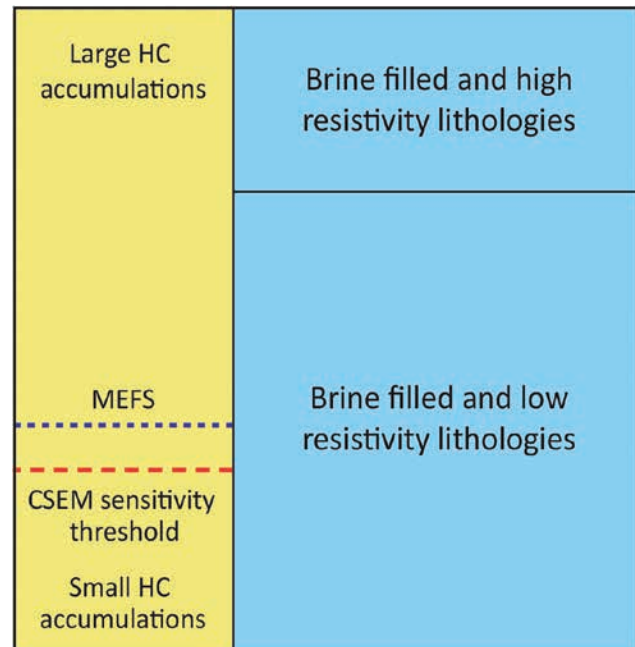 Large HC
accumulations
Brine filled and high
resistivity lithologies
MEFS
Brine filled and low
resistivity lithologies
CSEM sensitivity
threshold
Small HC
accumulations